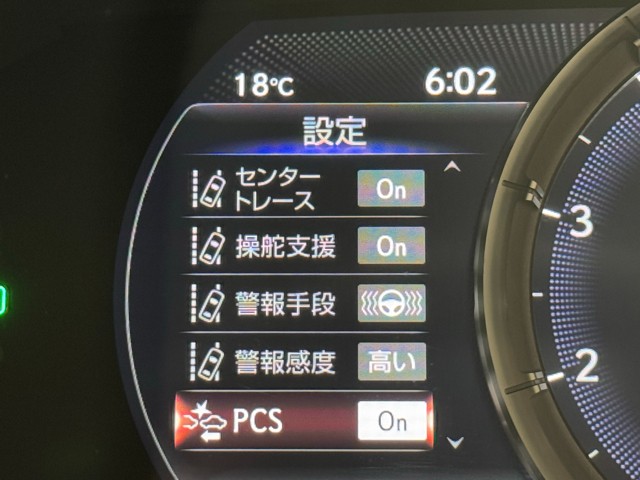 18℃
6:02
設定
センター
トレース
On
操舵支援
On
警報手段
警報感度
高い
PCS
On
3
2